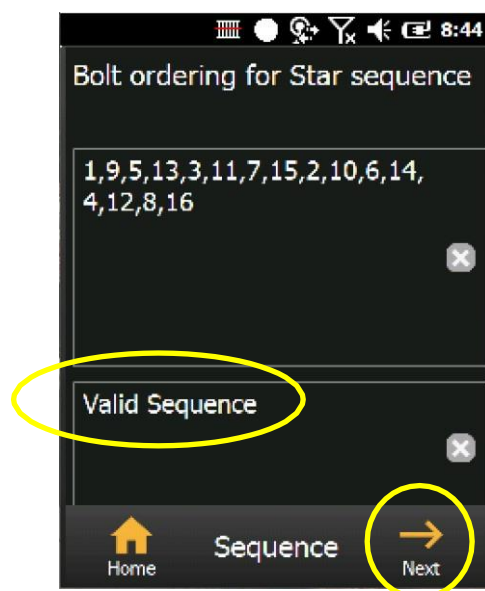 8:44
Bolt ordering for Star sequence
1,9,5,13,3,11,7,15,2,10,6,14,
4,12,8,16
Valid Sequence
Home
Sequence
Next